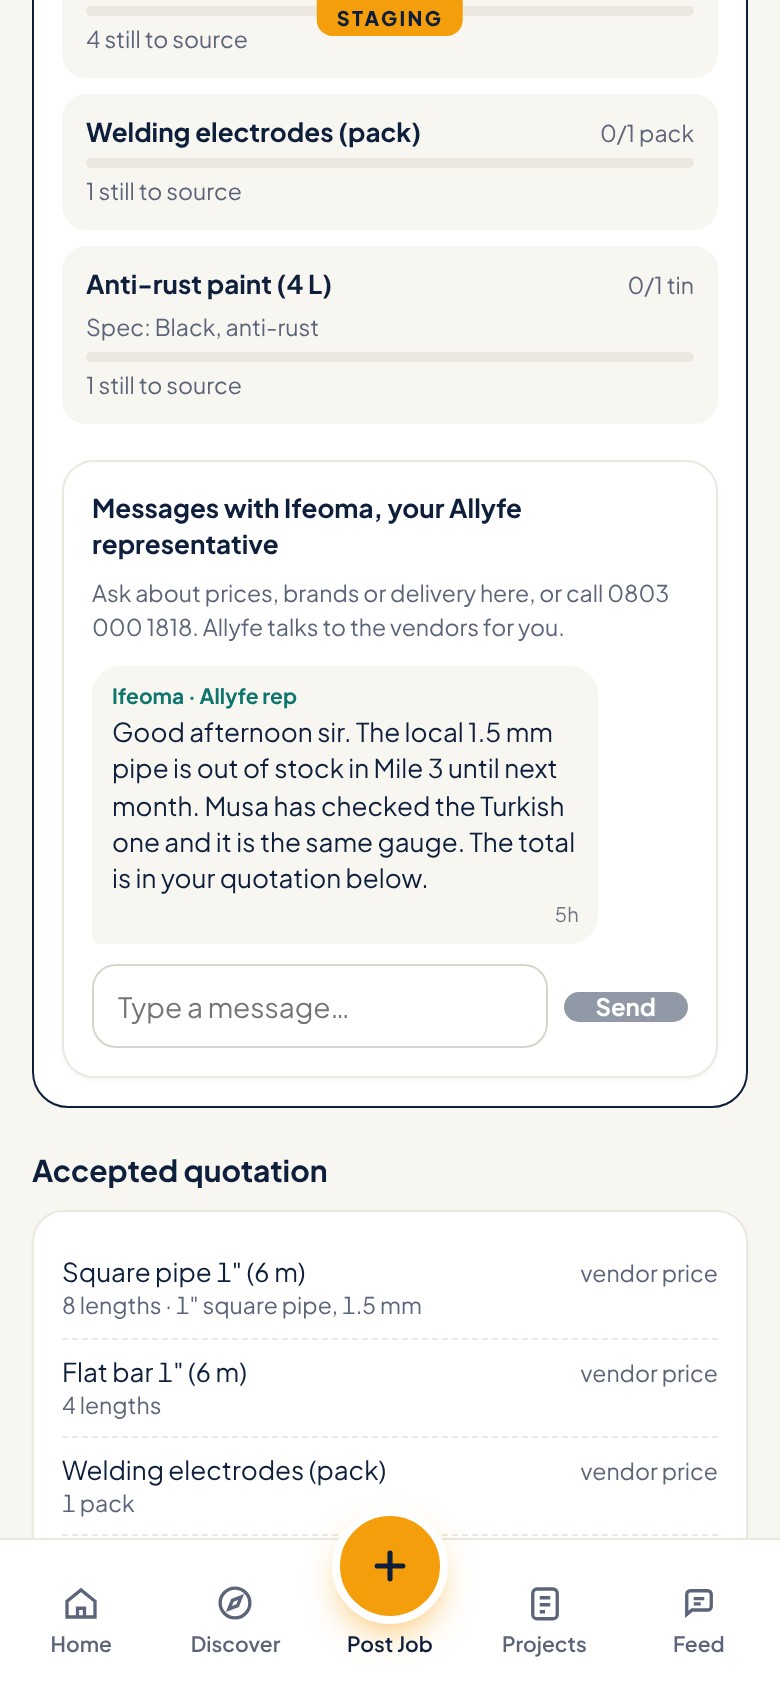 STAGING
4 still to source
Welding electrodes (pack)
0/1 pack
1 still to source
Anti-rust paint (4 L)
0/1 tin
Spec: Black, anti-rust
1 still to source
Messages with Ifeoma, your Allyfe
representative
Ask about prices, brands or delivery here, or call 0803
000 1818. Allyfe talks to the vendors for you.
Ifeoma · Allyfe rep
Good afternoon sir. The local 1.5 mm
pipe is out of stock in Mile 3 until next
month. Musa has checked the Turkish
one and it is the same gauge. The total
is in your quotation below.
5h
Type a message...
Send
Accepted quotation
Square pipe 1" (6 m)
vendor price
8 lengths · 1" square pipe, 1.5 mm
Flat bar 1" (6 m)
vendor price
4 lengths
Welding electrodes (pack)
vendor price
1 pack
Home
Discover
Post Job
Projects
Feed